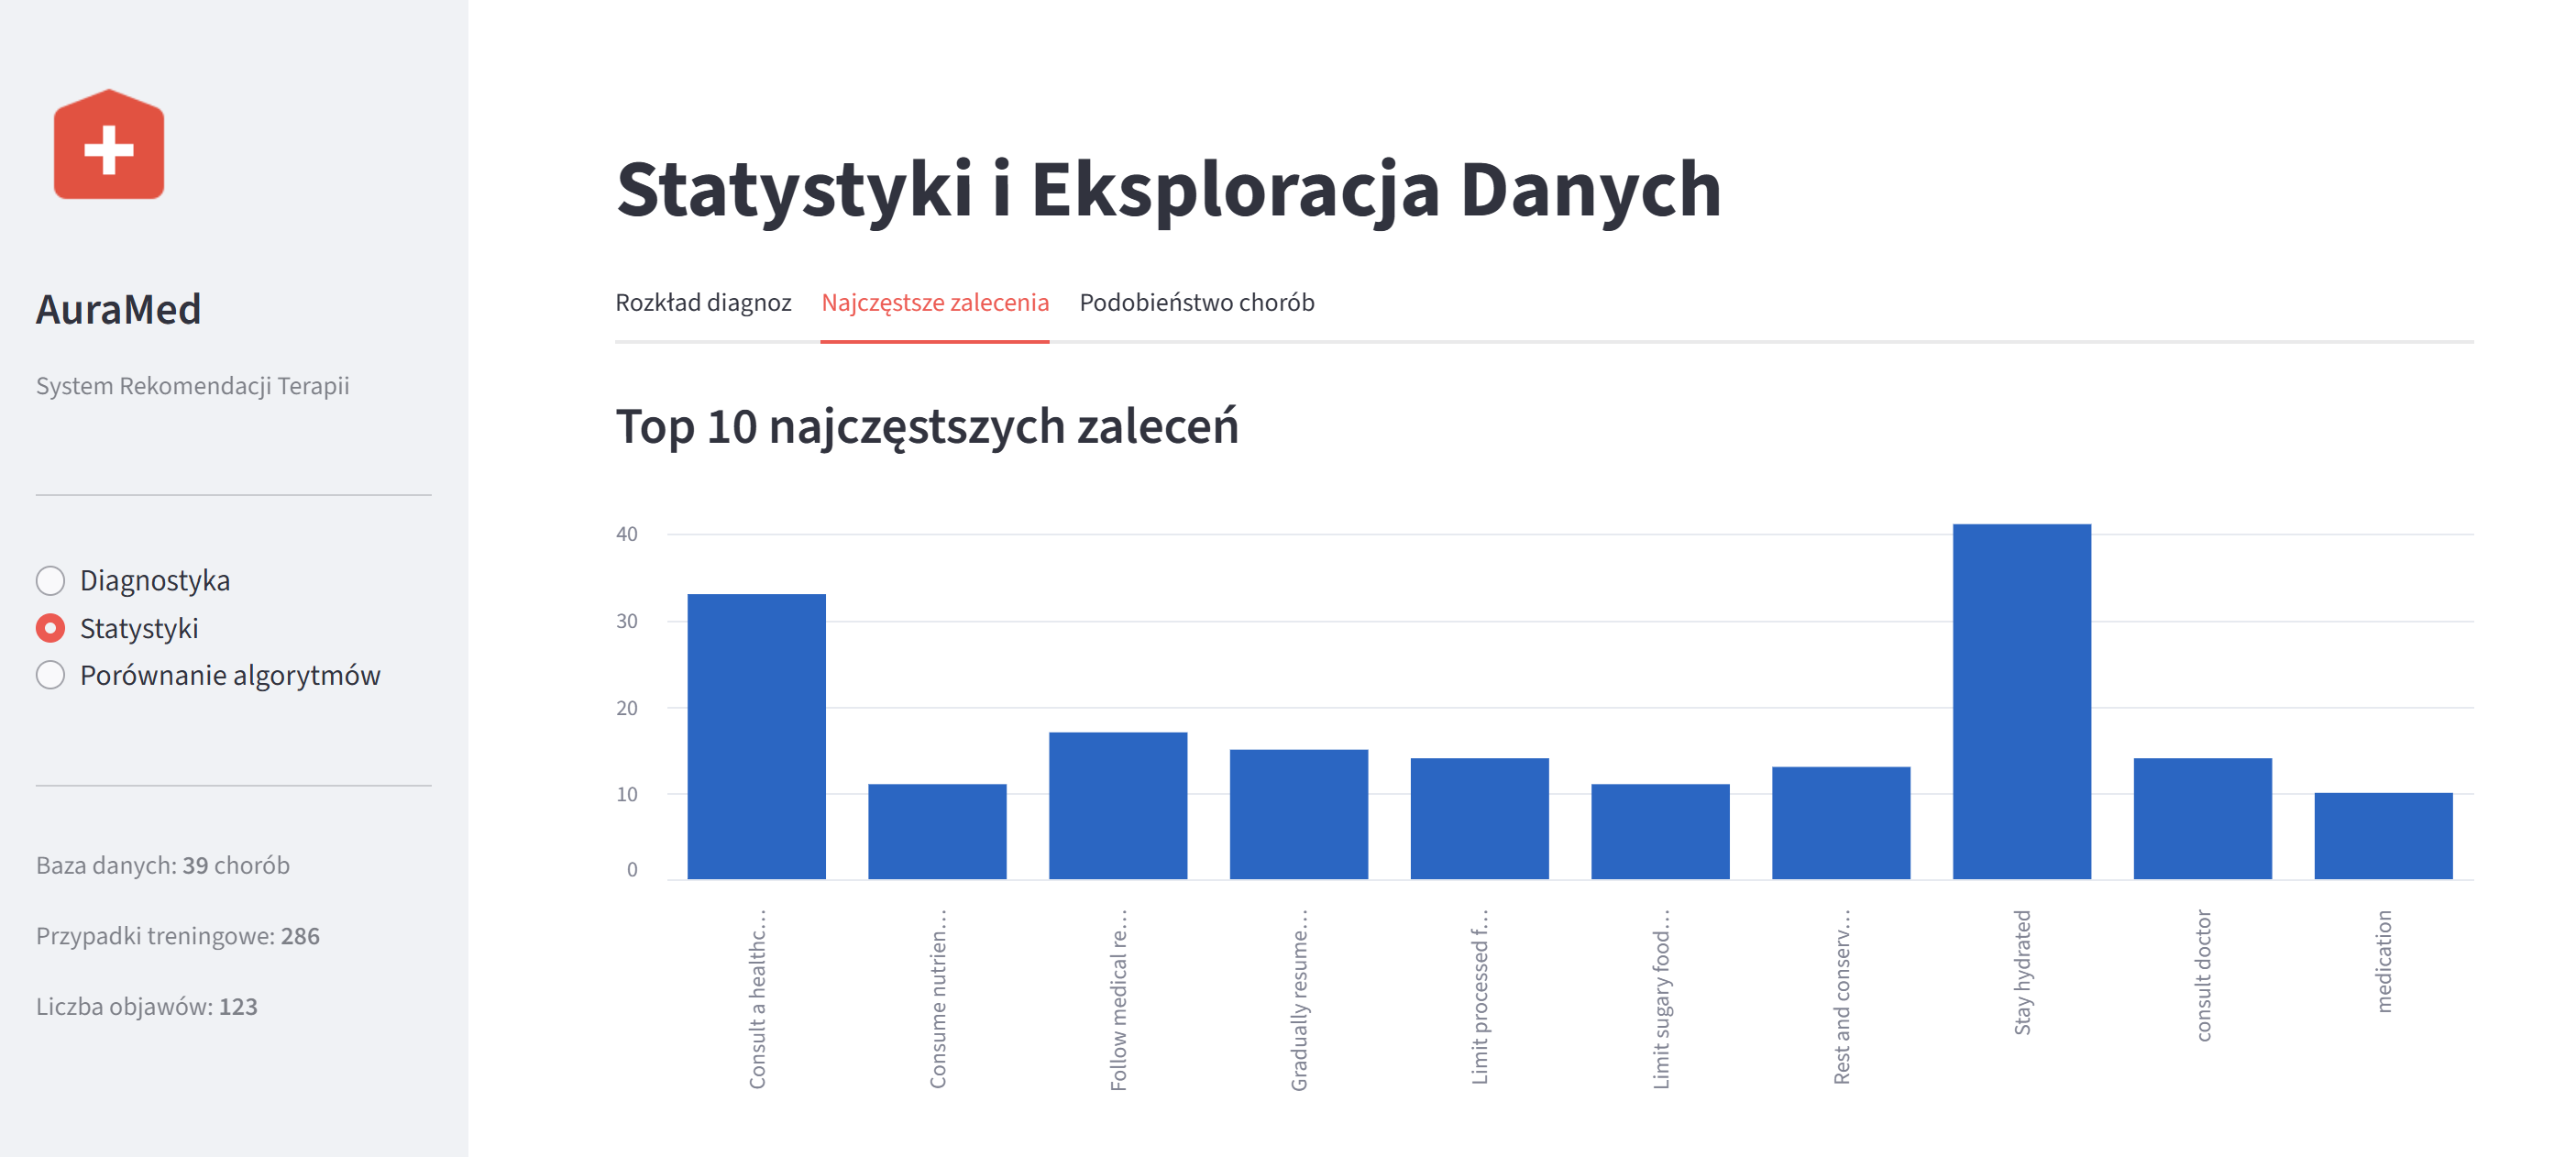 AuraMed
System Rekomendacji Terapii
Diagnostyka
Statystyki
Porównanie algorytmów
Baza danych: 39 chorób
Przypadki treningowe: 286
Liczba objawów: 123
Statystyki i Eksploracja Danych
Rozkład diagnoz Najczęstsze zalecenia Podobieństwo chorób
Top 10 najczęstszych zaleceń
40
30
20
10
0
Consult a healthc...
Consume nutrien...
Follow medical re...
Gradually resume...
Limit processed f...
Limit sugary food...
Rest and conserv...
Stay hydrated
consult doctor
medication